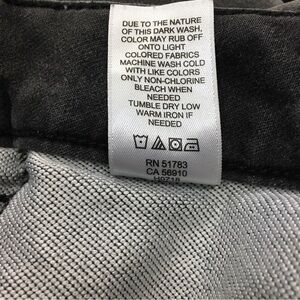 DUE TO THE NATURE
OF THIS DARK WASH,
COLOR MAY RUB OFF
ONTO LIGHT
COLORED FABRICS
MACHINE WASH COLD
WITH LIKE COLORS
ONLY NON-CHLORINE
BLEACH WHEN
NEEDED
TUMBLE DRY LOW
WARM IRON IF
NEEDED
RN 51783
CA 56910